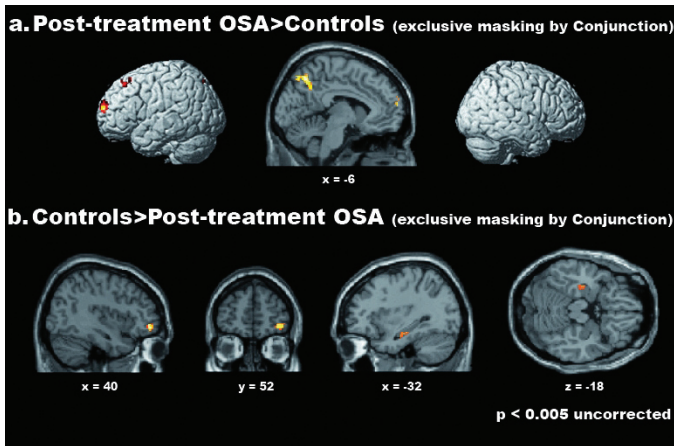 a. Post-treatment OSA>Controls (exclusive masking by Conjunction)
x = -6
b. Controls>Post-treatment OSA (exclusive masking by Conjunction)
x = 40 y = 52 x = -32 z = -18
p < 0.005 uncorrected